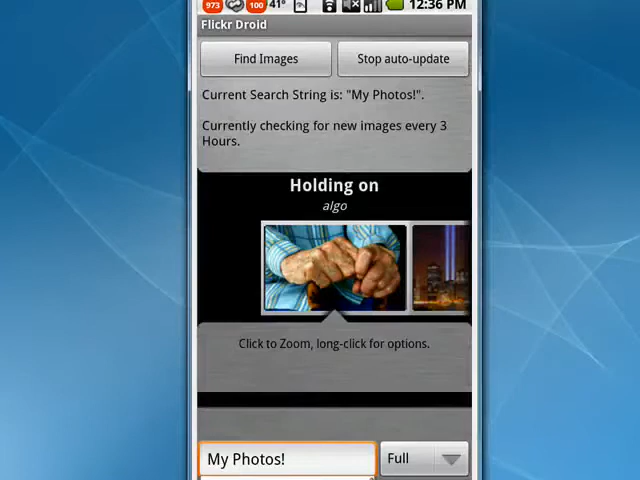 973 100 41° 12:36 PM
Flickr Droid
Find Images Stop auto-update
Current Search String is: "My Photos!".
Currently checking for new images every 3
Hours.
Holding on
algo
Click to Zoom, long-click for options.
My Photos! Full